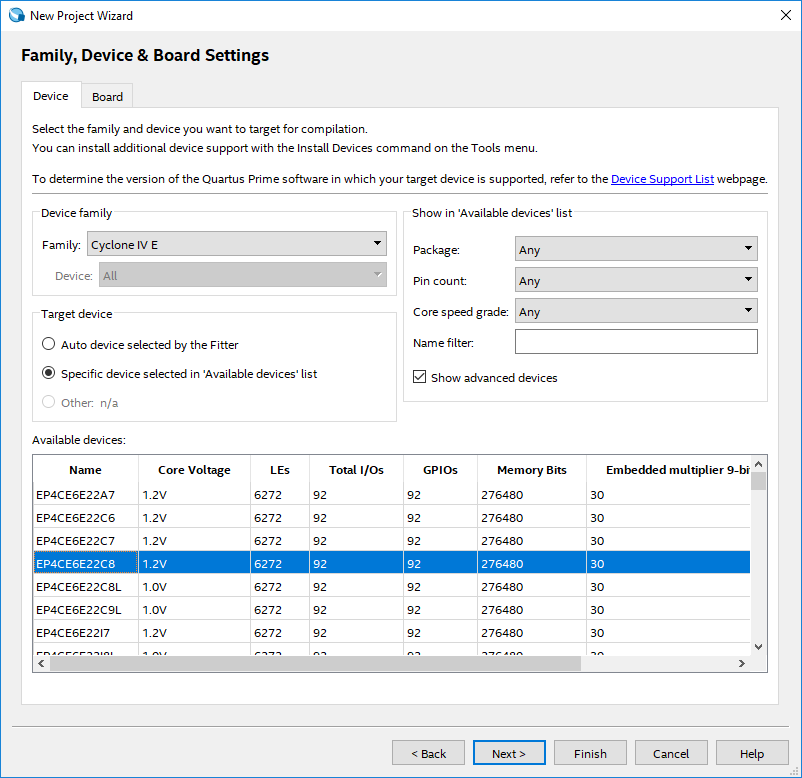 New Project Wizard
Family, Device & Board Settings
Device Board
Select the family and device you want to target for compilation.
You can install additional device support with the Install Devices command on the Tools menu.
To determine the version of the Quartus Prime software in which your target device is supported, refer to the Device Support List webpage.
Device family
Family: Cyclone IV E
Device: All
Target device
Auto device selected by the Fitter
Specific device selected in 'Available devices' list
Other: n/a
Show in 'Available devices' list
Package: Any
Pin count: Any
Core speed grade: Any
Name filter:
Show advanced devices
Available devices:
Name Core Voltage LEs Total I/Os GPIOs Memory Bits Embedded multiplier 9-bi
EP4CE6E22A7 1.2V 6272 92 92 276480 30
EP4CE6E22C6 1.2V 6272 92 92 276480 30
EP4CE6E22C7 1.2V 6272 92 92 276480 30
EP4CE6E22C8 1.2V 6272 92 92 276480 30
EP4CE6E22C8L 1.0V 6272 92 92 276480 30
EP4CE6E22C9L 1.0V 6272 92 92 276480 30
EP4CE6E22I7 1.2V 6272 92 92 276480 30
EP4CE6E22I8L 1.0V 6272 92 92 276480 30
< Back Next > Finish Cancel Help